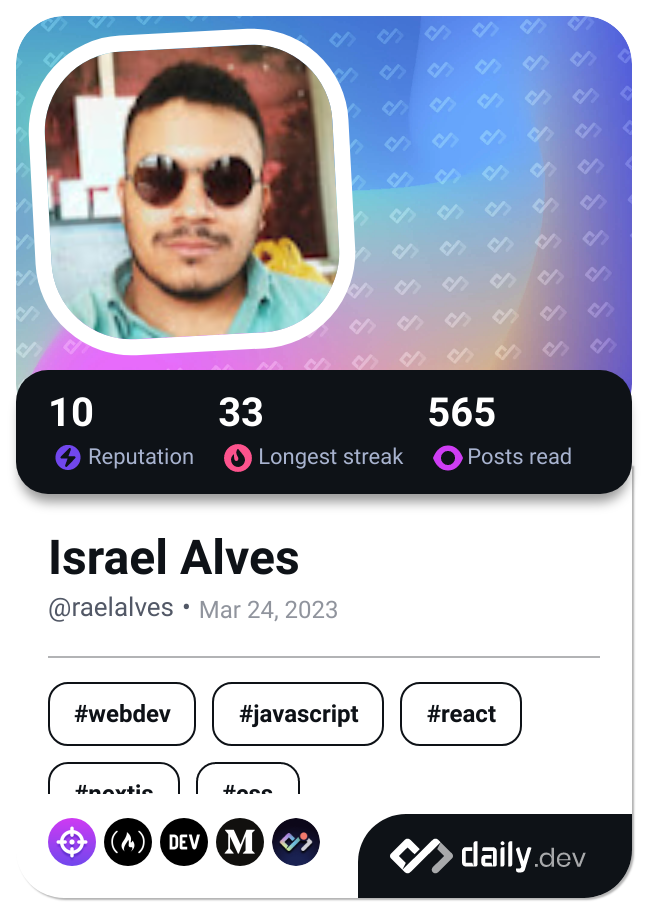 10 33 565
Reputation Longest streak Posts read
Israel Alves
@raelalves • Mar 24, 2023
#webdev #javascript #react
#nextjs #css
DEV M
daily.dev